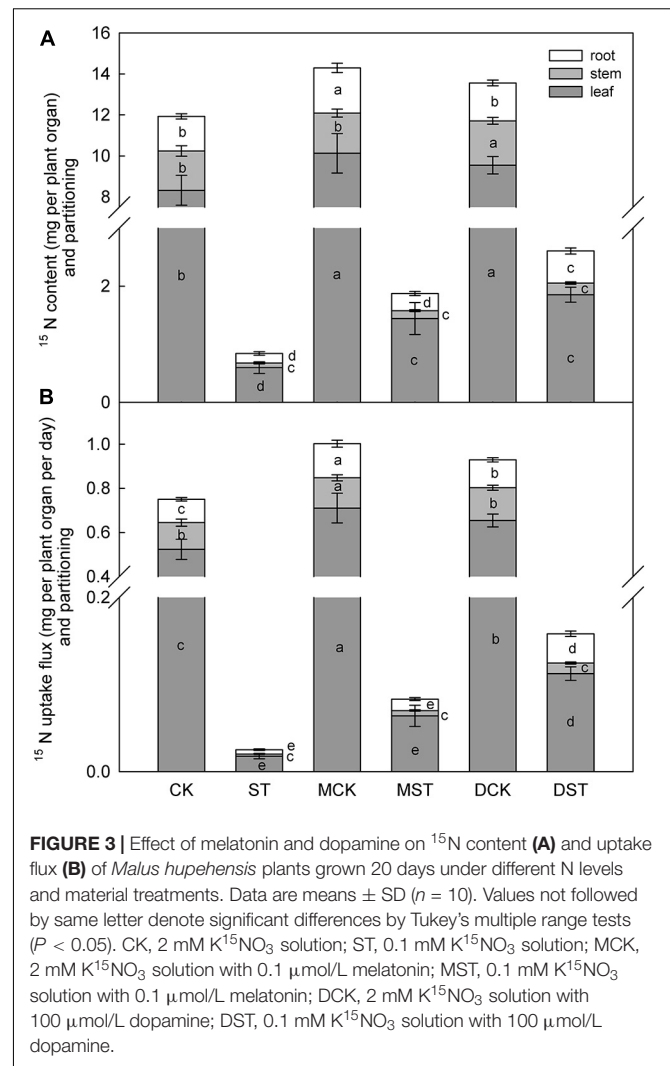 A
16
14
12
10
8
2
0
¹⁵N content (mg per plant organ)
and partitioning
root
stem
leaf
b
b
b
d
c
d
a
b
a
d
c
c
b
a
a
c
c
c
B
1.0
0.8
0.6
0.4
0.2
0.0
¹⁵N uptake flux (mg per plant organ per day)
and partitioning
c
b
c
e
c
e
a
a
a
e
c
e
b
b
b
d
c
d
CK ST MCK MST DCK DST
FIGURE 3 | Effect of melatonin and dopamine on ¹⁵N content (A) and uptake
flux (B) of Malus hupehensis plants grown 20 days under different N levels
and material treatments. Data are means ± SD (n = 10). Values not followed
by same letter denote significant differences by Tukey's multiple range tests
(P < 0.05). CK, 2 mM K¹⁵NO₃ solution; ST, 0.1 mM K¹⁵NO₃ solution; MCK,
2 mM K¹⁵NO₃ solution with 0.1 μmol/L melatonin; MST, 0.1 mM K¹⁵NO₃
solution with 0.1 μmol/L melatonin; DCK, 2 mM K¹⁵NO₃ solution with
100 μmol/L dopamine; DST, 0.1 mM K¹⁵NO₃ solution with 100 μmol/L
dopamine.